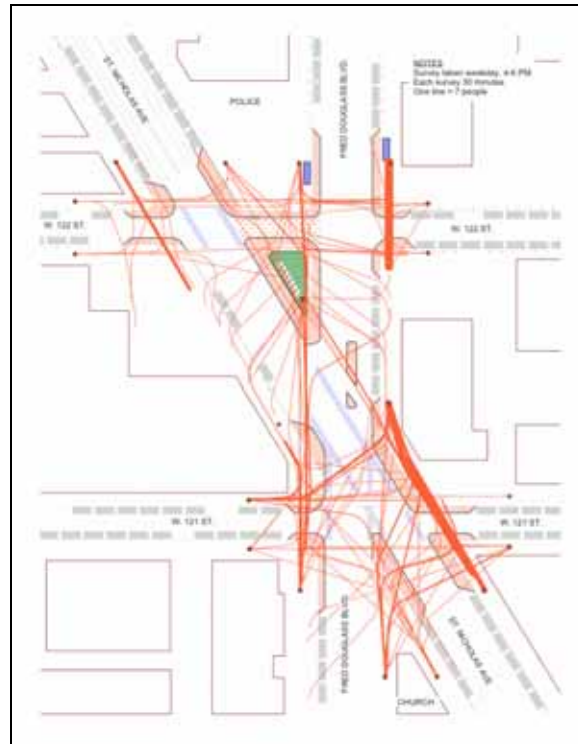 ST. NICHOLAS AVE
POLICE
FRED DOUGLASS BLVD.
NOTES
Survey taken weekday, 4-6 PM
Each survey 30 minutes
One line = 7 people
W. 122 ST.
W. 122 ST.
W. 121 ST.
W. 121 ST.
FRED DOUGLASS BLVD.
ST. NICHOLAS AVE
CHURCH